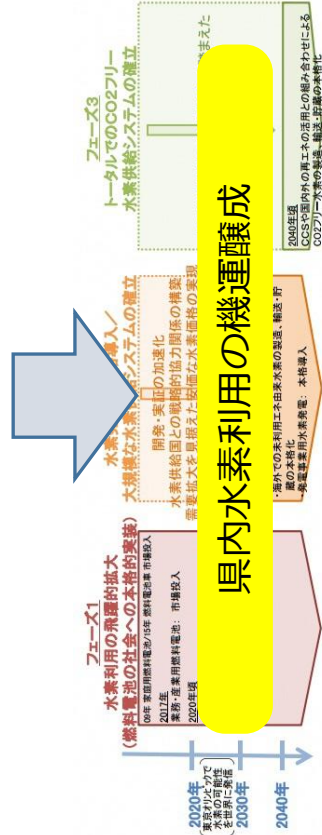 フェーズ1
水素利用の飛躍的拡大
(燃料電池の社会への本格的実装)
09年 家庭用燃料電池/15年 燃料電池車 市場投入
2017年
業務・産業用燃料電池: 市場投入
2020年頃
大規模な水素
システムの確立
開発・実証の加速化
水素供給国との戦略的協力関係の構築
需要拡大を見据えた安価な水素価格の実現
・海外での未利用エネ由来水素の製造、輸送・貯
蔵の本格化
・発電事業用水素発電: 本格導入
フェーズ3
トータルでのCO2フリー
水素供給システムの確立
2040年頃
CCSや国内外の再エネの活用との組み合わせによる
CO2フリー水素の製造、輸送・貯蔵の本格化
県内水素利用の機運醸成
2020年
東京オリンピックで
水素の可能性
を世界に発信
2030年
2040年